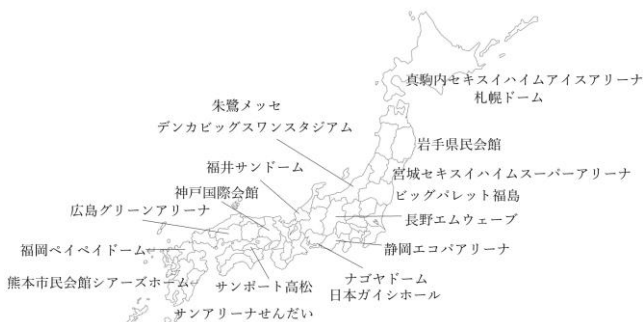 真駒内セキスイハイムアイスアリーナ
札幌ドーム
朱鷺メッセ
デンカビッグスワンスタジアム
岩手県民会館
福井サンドーム
宮城セキスイハイムスーパーアリーナ
神戸国際会館
ビッグパレット福島
広島グリーンアリーナ
長野エムウェーブ
福岡ペイペイドーム
静岡エコパアリーナ
熊本市民会館シアーズホーム
サンポート高松
ナゴヤドーム
日本ガイシホール
サンアリーナせんだい